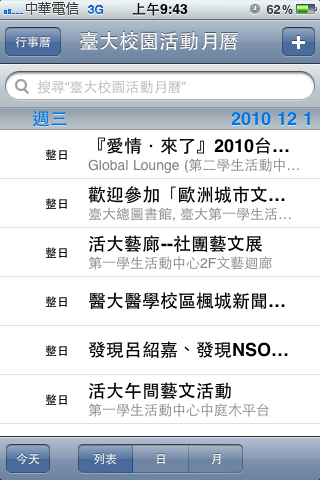 中華電信 3G 上午9:43 62%
行事曆 臺大校園活動月曆 +
搜尋“臺大校園活動月曆”
週三 2010 12 1
整日 『愛情‧來了』2010台…
Global Lounge (第二學生活動中…
整日 歡迎參加「歐洲城市文…
臺大總圖書館, 臺大第一學生活…
整日 活大藝廊--社團藝文展
第一學生活動中心2F文藝迴廊
整日 醫大醫學校區楓城新聞…
整日 發現呂紹嘉、發現NSO…
整日 活大午間藝文活動
第一學生活動中心中庭木平台
今天 列表 日 月